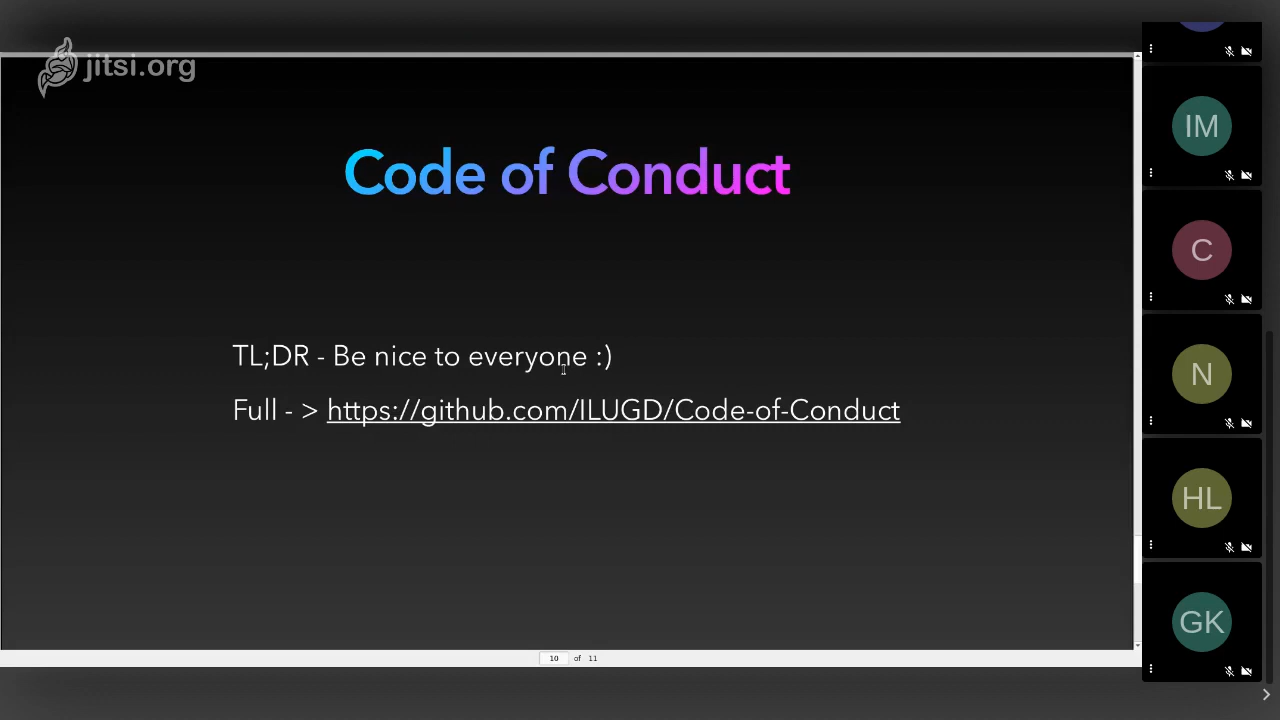 jitsi.org
Code of Conduct
TL;DR - Be nice to everyone :)
Full - > https://github.com/ILUGD/Code-of-Conduct
10 of 11
IM
C
N
HL
GK